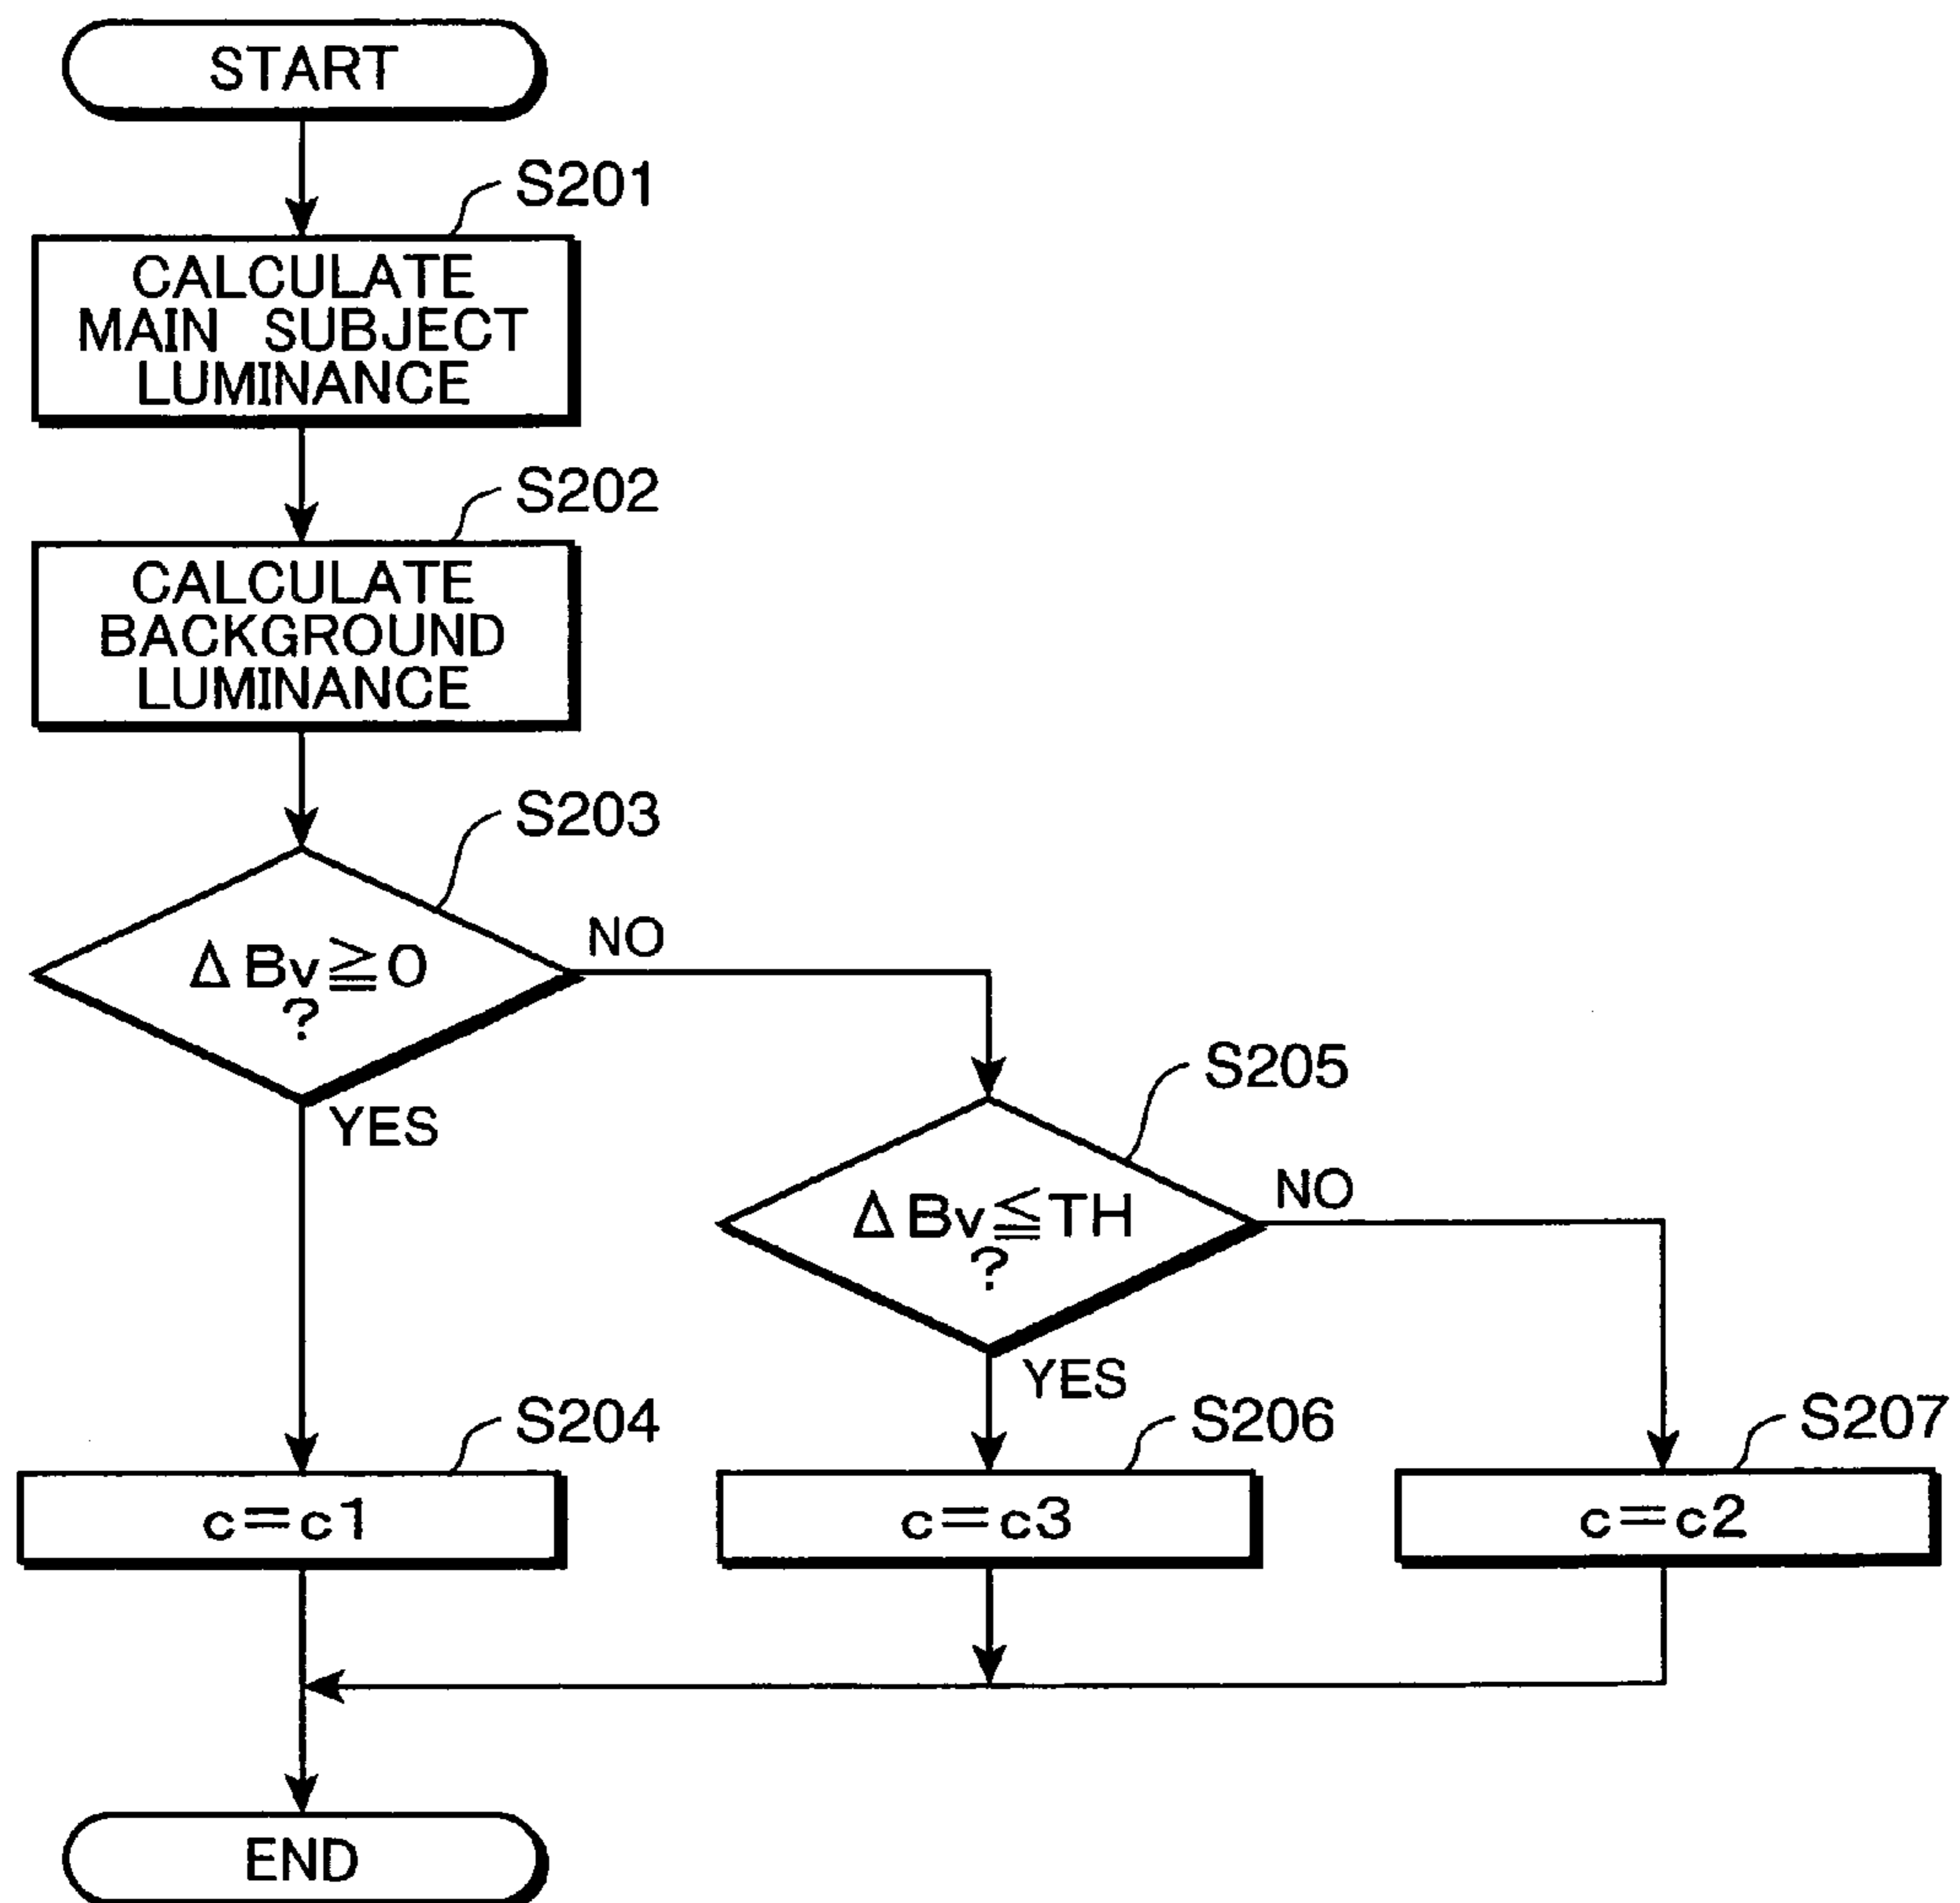 START
S201
CALCULATE
MAIN SUBJECT
LUMINANCE
S202
CALCULATE
BACKGROUND
LUMINANCE
S203
ΔBv≧0
?
NO
YES
S205
ΔBv≦TH
?
NO
YES
S204
c=c1
S206
c=c3
S207
c=c2
END